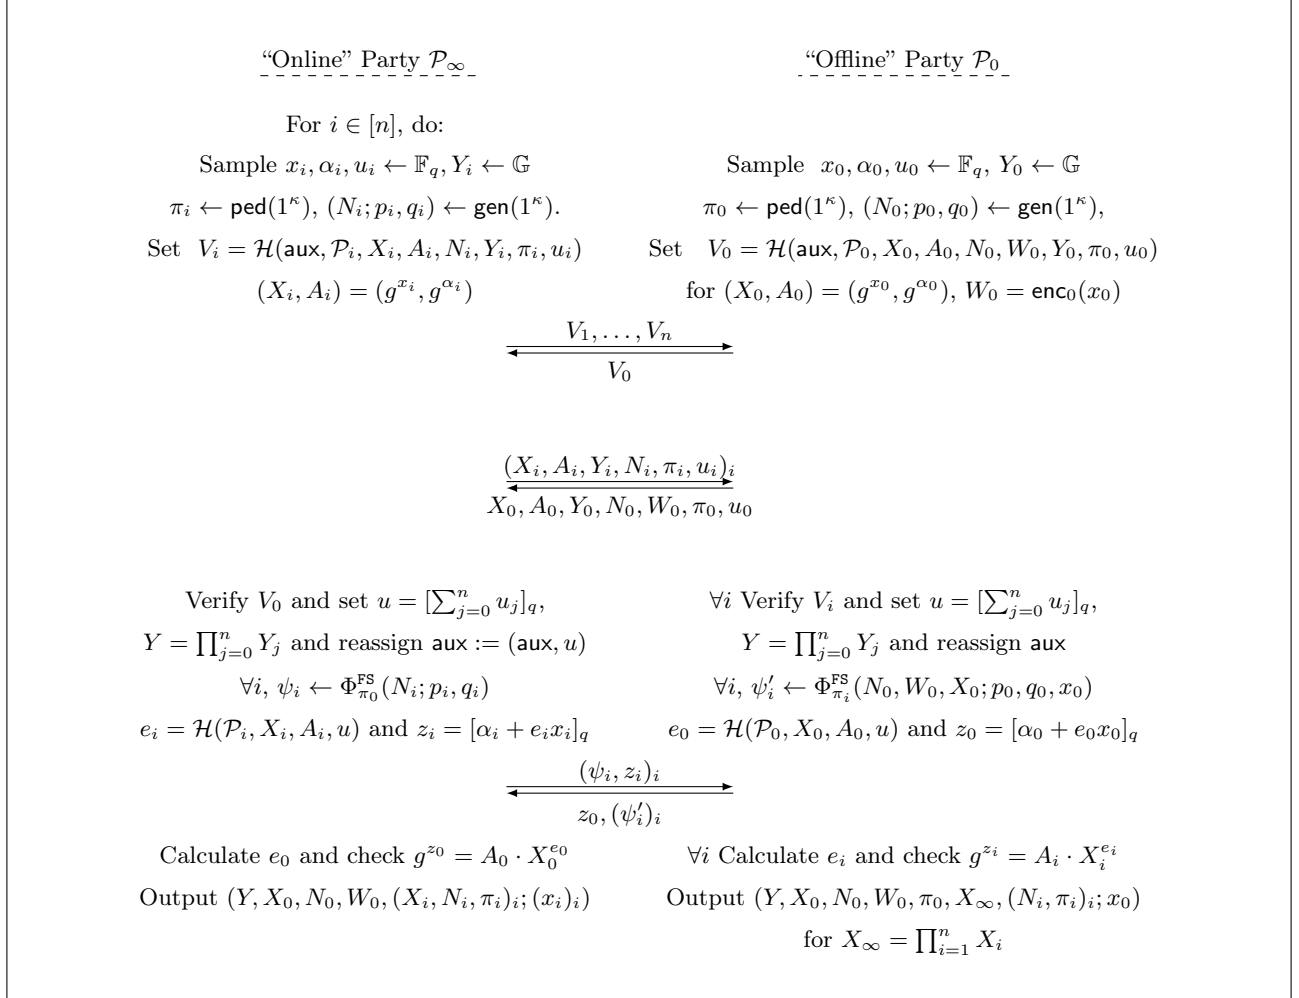 “Online” Party 𝒫_∞
“Offline” Party 𝒫_0
For i ∈ [n], do:
Sample x_i, α_i, u_i ← 𝔽_q, Y_i ← 𝔾
Sample x_0, α_0, u_0 ← 𝔽_q, Y_0 ← 𝔾
π_i ← ped(1^κ), (N_i; p_i, q_i) ← gen(1^κ).
π_0 ← ped(1^κ), (N_0; p_0, q_0) ← gen(1^κ),
Set V_i = ℋ(aux, 𝒫_i, X_i, A_i, N_i, Y_i, π_i, u_i)
Set V_0 = ℋ(aux, 𝒫_0, X_0, A_0, N_0, W_0, Y_0, π_0, u_0)
(X_i, A_i) = (g^{x_i}, g^{α_i})
for (X_0, A_0) = (g^{x_0}, g^{α_0}), W_0 = enc_0(x_0)
V_1, . . . , V_n
V_0
(X_i, A_i, Y_i, N_i, π_i, u_i)_i
X_0, A_0, Y_0, N_0, W_0, π_0, u_0
Verify V_0 and set u = [∑_{j=0}^n u_j]_q,
∀i Verify V_i and set u = [∑_{j=0}^n u_j]_q,
Y = ∏_{j=0}^n Y_j and reassign aux := (aux, u)
Y = ∏_{j=0}^n Y_j and reassign aux
∀i, ψ_i ← Φ^{FS}_{π_0}(N_i; p_i, q_i)
∀i, ψ′_i ← Φ^{FS}_{π_i}(N_0, W_0, X_0; p_0, q_0, x_0)
e_i = ℋ(𝒫_i, X_i, A_i, u) and z_i = [α_i + e_i x_i]_q
e_0 = ℋ(𝒫_0, X_0, A_0, u) and z_0 = [α_0 + e_0 x_0]_q
(ψ_i, z_i)_i
z_0, (ψ′_i)_i
Calculate e_0 and check g^{z_0} = A_0 · X_0^{e_0}
∀i Calculate e_i and check g^{z_i} = A_i · X_i^{e_i}
Output (Y, X_0, N_0, W_0, (X_i, N_i, π_i)_i; (x_i)_i)
Output (Y, X_0, N_0, W_0, π_0, X_∞, (N_i, π_i)_i; x_0)
for X_∞ = ∏_{i=1}^n X_i